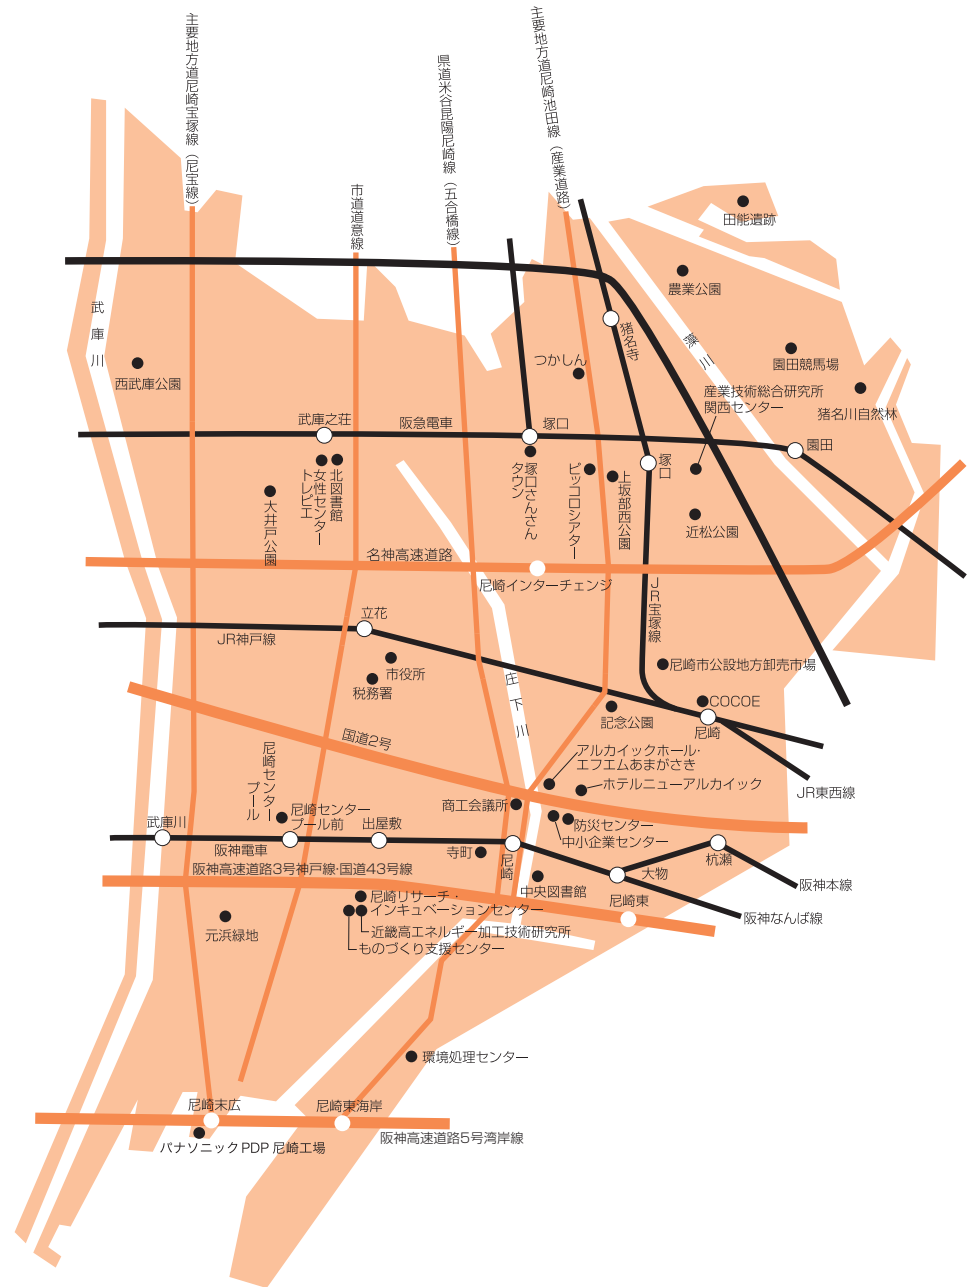 主要地方道尼崎宝塚線（尼宝線）
県道米谷昆陽尼崎線（五合橋線）
主要地方道尼崎池田線（産業道路）
市道道意線
田能遺跡
農業公園
武庫川
猪名寺
藻川
西武庫公園
つかしん
園田競馬場
産業技術総合研究所
関西センター
猪名川自然林
武庫之荘
阪急電車
塚口
園田
北図書館
女性センター
トレピエ
大井戸公園
塚口さんさん
タウン
ピッコロシアター
上坂部西公園
塚口
近松公園
名神高速道路
尼崎インターチェンジ
JR宝塚線
立花
JR神戸線
市役所
税務署
尼崎市公設地方卸売市場
COCOE
庄下川
記念公園
尼崎
国道2号
アルカイックホール・
エフエムあまがさき
ホテルニューアルカイック
JR東西線
尼崎センター
プール
尼崎センター
プール前
商工会議所
武庫川
出屋敷
防災センター
中小企業センター
阪神電車
寺町
尼崎
大物
杭瀬
阪神高速道路3号神戸線・国道43号線
中央図書館
阪神本線
尼崎リサーチ・
インキュベーションセンター
尼崎東
阪神なんば線
元浜緑地
近畿高エネルギー加工技術研究所
ものづくり支援センター
環境処理センター
尼崎末広
尼崎東海岸
阪神高速道路5号湾岸線
パナソニックPDP尼崎工場